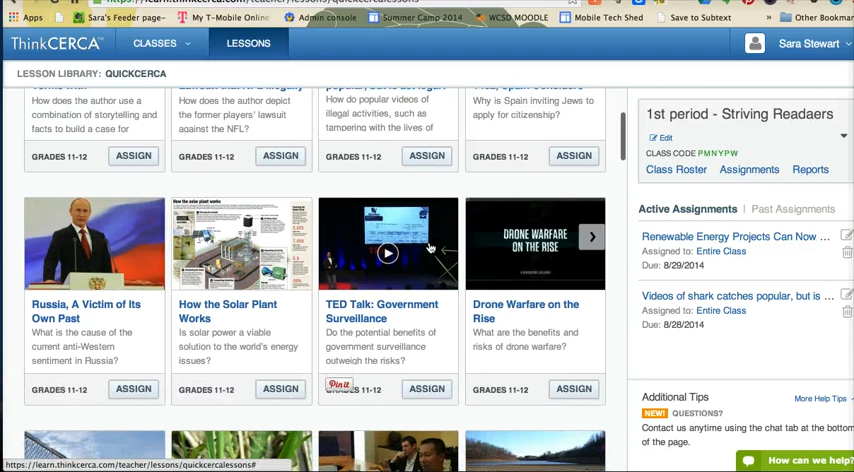 https://learn.thinkcerca.com/teacher/lessons/quickcercalessons
Apps
Sara's Feeder page-
My T-Mobile Online
Admin console
Summer Camp 2014
WCSD MOODLE
Mobile Tech Shed
Save to Subtext
»
Other Bookmar
ThinkCERCA™
CLASSES
LESSONS
Sara Stewart
LESSON LIBRARY: QUICKCERCA
How does the author use a
combination of storytelling and
facts to build a case for
GRADES 11-12
ASSIGN
How does the author depict
the former players' lawsuit
against the NFL?
GRADES 11-12
ASSIGN
How do popular videos of
illegal activities, such as
tampering with the lives of
GRADES 11-12
ASSIGN
Why is Spain inviting Jews to
apply for citizenship?
GRADES 11-12
ASSIGN
Russia, A Victim of Its
Own Past
What is the cause of the
current anti-Western
sentiment in Russia?
GRADES 11-12
ASSIGN
How the solar plant works
How the Solar Plant
Works
Is solar power a viable
solution to the world's energy
issues?
GRADES 11-12
ASSIGN
TED Talk: Government
Surveillance
Do the potential benefits of
government surveillance
outweigh the risks?
Pin it
ES 11-12
ASSIGN
DRONE WARFARE
ON THE RISE
Drone Warfare on the
Rise
What are the benefits and
risks of drone warfare?
GRADES 11-12
ASSIGN
1st period - Striving Readaers
Edit
CLASS CODE PMNYPW
Class Roster Assignments Reports
Active Assignments | Past Assignments
Renewable Energy Projects Can Now ...
Assigned to: Entire Class
Due: 8/29/2014
Videos of shark catches popular, but is ...
Assigned to: Entire Class
Due: 8/28/2014
Additional Tips
More Help Tips
NEW! QUESTIONS?
Contact us anytime using the chat tab at the bottom
of the page.
How can we help?
https://learn.thinkcerca.com/teacher/lessons/quickcercalessons#